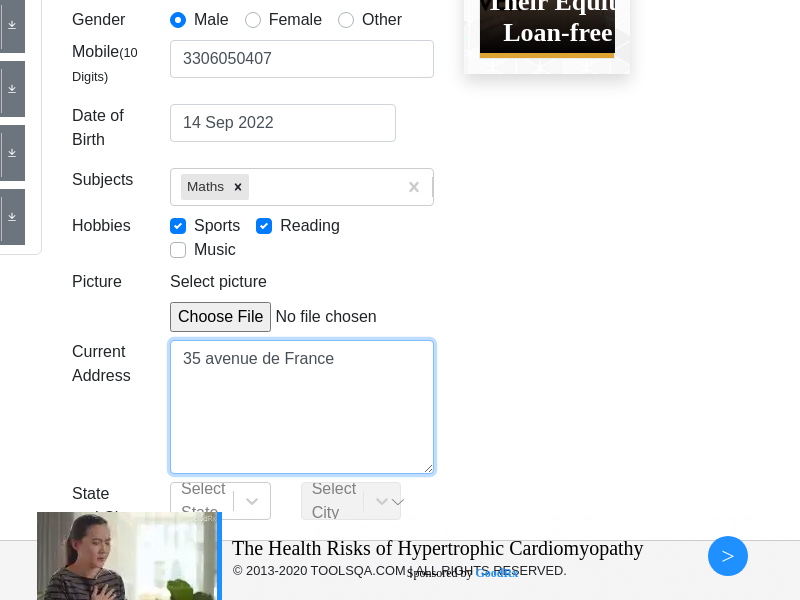 Their Equit
Loan-free
Gender Male Female Other
Mobile(10 Digits) 3306050407
Date of Birth 14 Sep 2022
Subjects Maths
Hobbies Sports Reading
Music
Picture Select picture
Choose File No file chosen
Current Address 35 avenue de France
State
Select State
Select City
The Health Risks of Hypertrophic Cardiomyopathy
© 2013-2020 TOOLSQA.COM | ALL RIGHTS RESERVED.
Sponsored by GoodRx